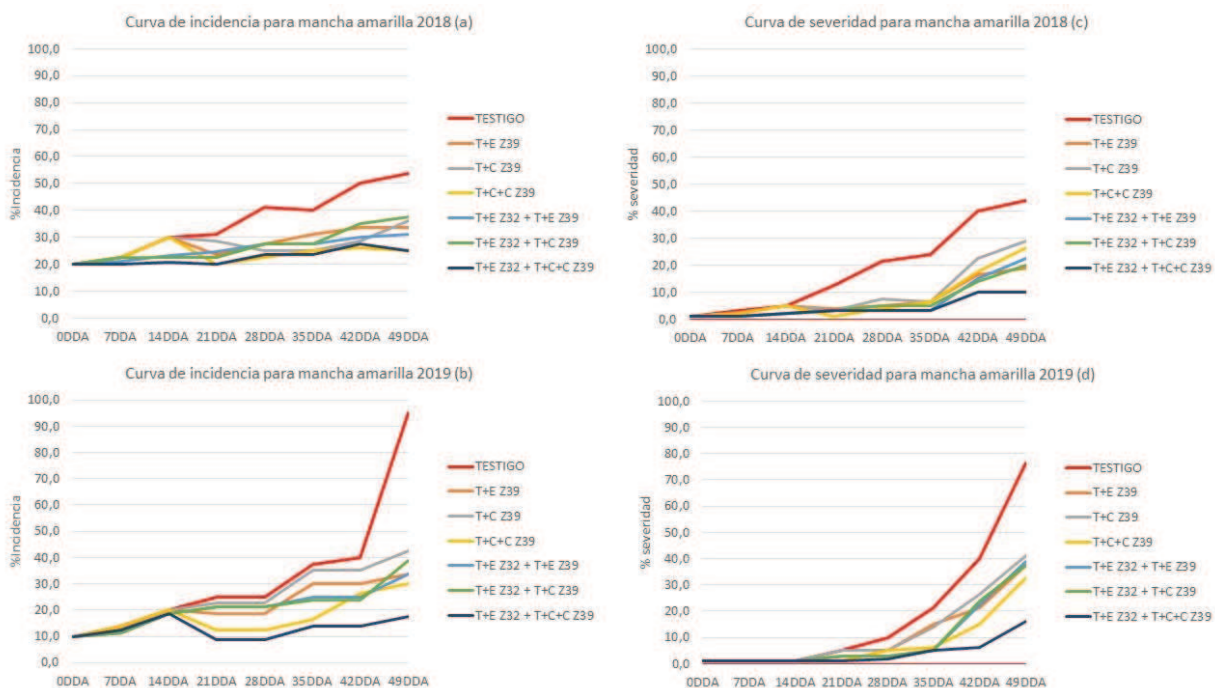 Curva de incidencia para mancha amarilla 2018 (a)
%Incidencia
100,0
90,0
80,0
70,0
60,0
50,0
40,0
30,0
20,0
10,0
0,0
0DDA 7DDA 14DDA 21DDA 28DDA 35DDA 42DDA 49DDA
TESTIGO
T+E Z39
T+C Z39
T+C+C Z39
T+E Z32 + T+E Z39
T+E Z32 + T+C Z39
T+E Z32 + T+C+C Z39
Curva de severidad para mancha amarilla 2018 (c)
% severidad
100,0
90,0
80,0
70,0
60,0
50,0
40,0
30,0
20,0
10,0
0,0
0DDA 7DDA 14DDA 21DDA 28DDA 35DDA 42DDA 49DDA
TESTIGO
T+E Z39
T+C Z39
T+C+C Z39
T+E Z32 + T+E Z39
T+E Z32 + T+C Z39
T+E Z32 + T+C+C Z39
Curva de incidencia para mancha amarilla 2019 (b)
%Incidencia
100,0
90,0
80,0
70,0
60,0
50,0
40,0
30,0
20,0
10,0
0,0
0DDA 7DDA 14DDA 21DDA 28DDA 35DDA 42DDA 49DDA
TESTIGO
T+E Z39
T+C Z39
T+C+C Z39
T+E Z32 + T+E Z39
T+E Z32 + T+C Z39
T+E Z32 + T+C+C Z39
Curva de severidad para mancha amarilla 2019 (d)
% severidad
100,0
90,0
80,0
70,0
60,0
50,0
40,0
30,0
20,0
10,0
0,0
0DDA 7DDA 14DDA 21DDA 28DDA 35DDA 42DDA 49DDA
TESTIGO
T+E Z39
T+C Z39
T+C+C Z39
T+E Z32 + T+E Z39
T+E Z32 + T+C Z39
T+E Z32 + T+C+C Z39